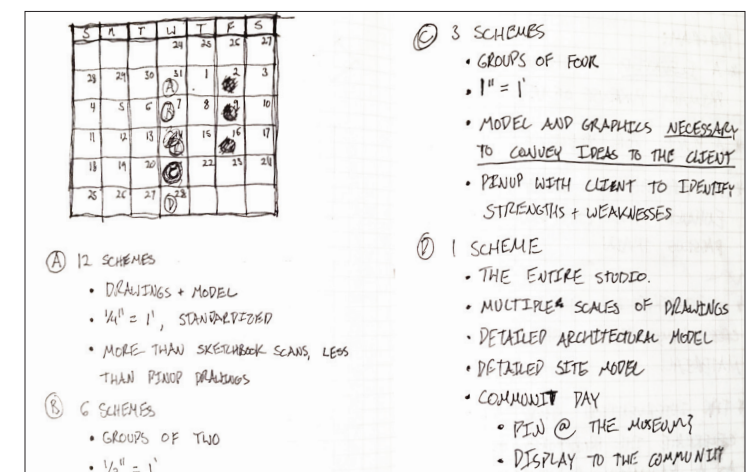 S M T W T F S
24 25 26 27
28 29 30 31 1 2 3
A
4 5 6 7 8 9 10
B
11 12 13 14 15 16 17
18 19 20 22 23 24
C
25 26 27 28
D
Ⓐ 12 SCHEMES
• DRAWINGS + MODEL
• 1/4" = 1', STANDARDIZED
• MORE THAN SKETCHBOOK SCANS, LESS
THAN PINUP DRAWINGS
Ⓑ 6 SCHEMES
• GROUPS OF TWO
• 1/2" = 1'
Ⓒ 3 SCHEMES
• GROUPS OF FOUR
• 1" = 1'
• MODEL AND GRAPHICS NECESSARY
TO CONVEY IDEAS TO THE CLIENT
• PINUP WITH CLIENT TO IDENTIFY
STRENGTHS + WEAKNESSES
Ⓓ 1 SCHEME
• THE ENTIRE STUDIO.
• MULTIPLE SCALES OF DRAWINGS
• DETAILED ARCHITECTURAL MODEL
• DETAILED SITE MODEL
• COMMUNIT DAY
• PIN @ THE MUSEUM?
• DISPLAY TO THE COMMUNITY